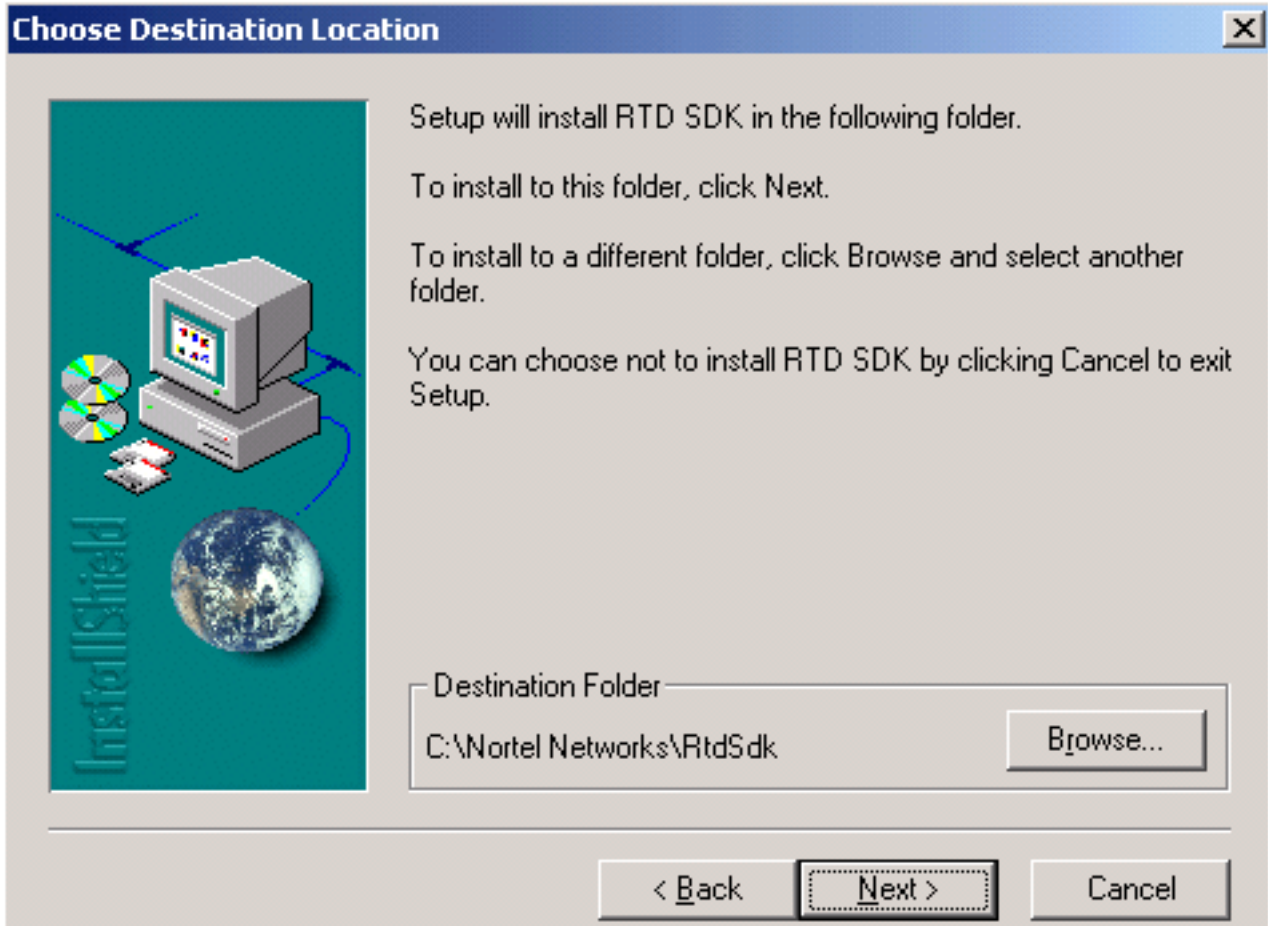 Choose Destination Location
Setup will install RTD SDK in the following folder.
To install to this folder, click Next.
To install to a different folder, click Browse and select another
folder.
You can choose not to install RTD SDK by clicking Cancel to exit
Setup.
InstallShield
Destination Folder
C:\Nortel Networks\RtdSdk
Browse...
< Back
Next >
Cancel